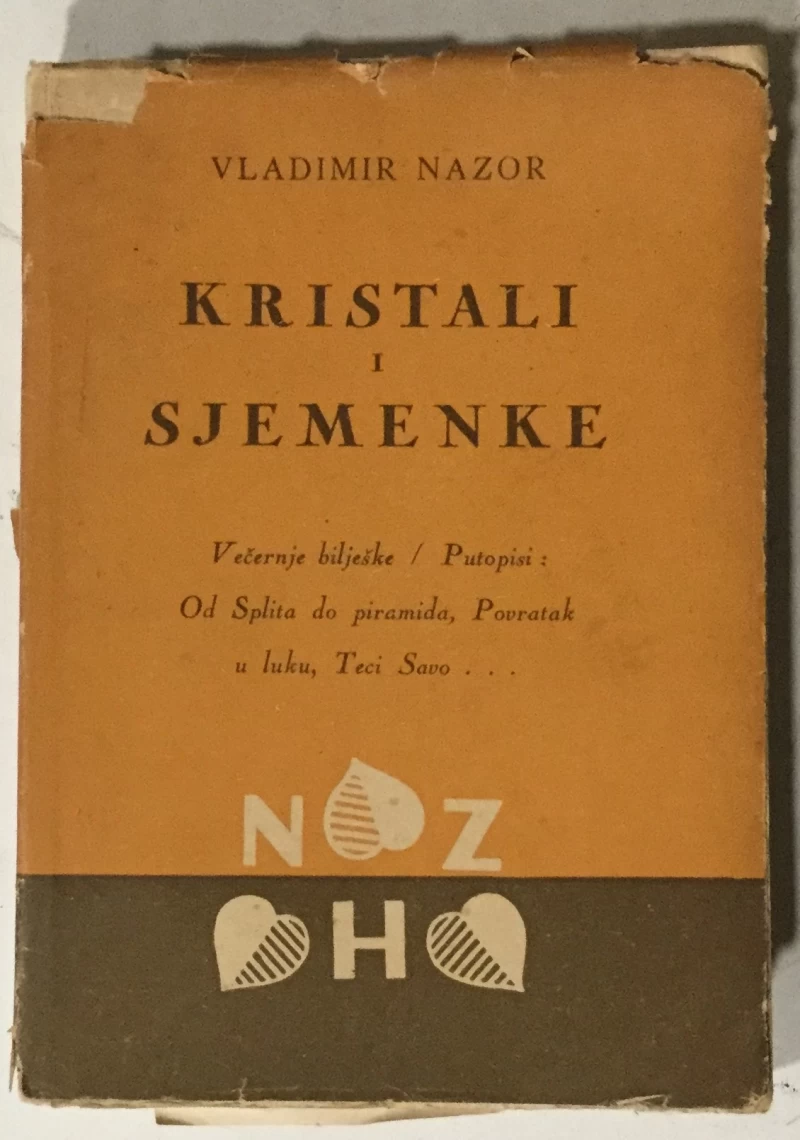 VLADIMIR NAZOR
KRISTALI
I
SJEMENKE
Večernje bilješke / Putopisi :
Od Splita do piramida, Povratak
u luku, Teci Savo . . .
N Z
H